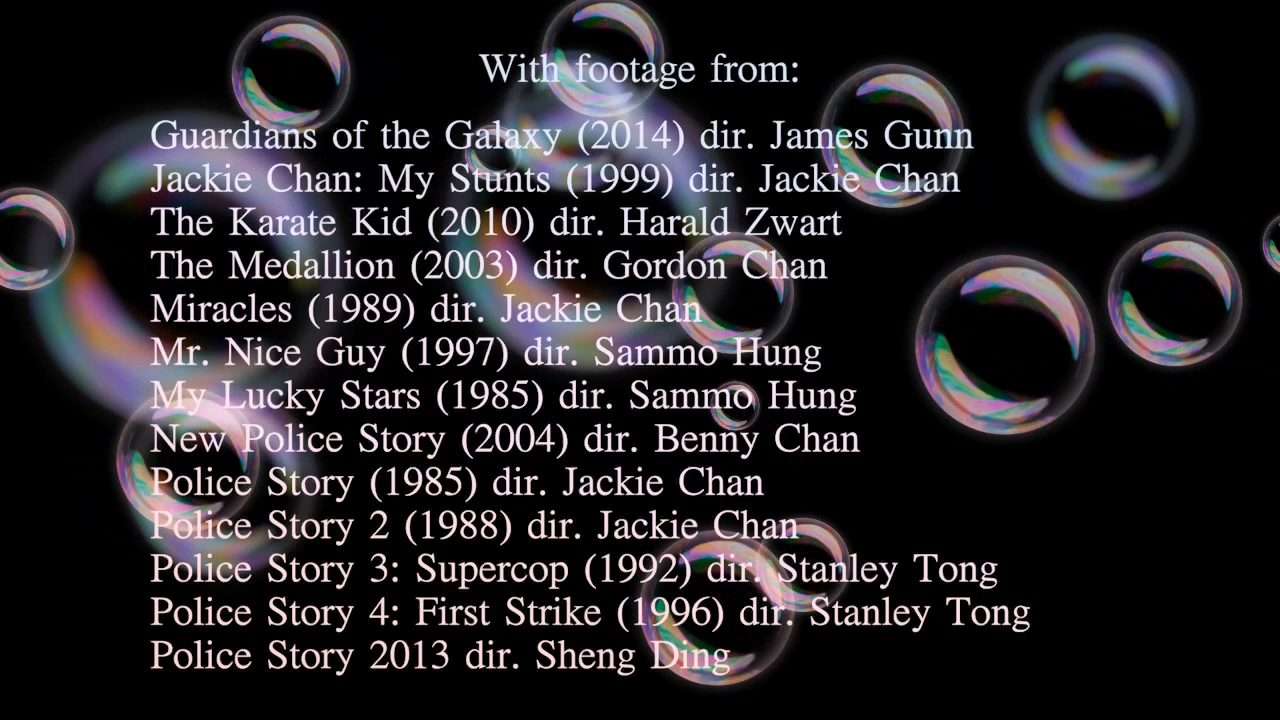 With footage from:
Guardians of the Galaxy (2014) dir. James Gunn
Jackie Chan: My Stunts (1999) dir. Jackie Chan
The Karate Kid (2010) dir. Harald Zwart
The Medallion (2003) dir. Gordon Chan
Miracles (1989) dir. Jackie Chan
Mr. Nice Guy (1997) dir. Sammo Hung
My Lucky Stars (1985) dir. Sammo Hung
New Police Story (2004) dir. Benny Chan
Police Story (1985) dir. Jackie Chan
Police Story 2 (1988) dir. Jackie Chan
Police Story 3: Supercop (1992) dir. Stanley Tong
Police Story 4: First Strike (1996) dir. Stanley Tong
Police Story 2013 dir. Sheng Ding